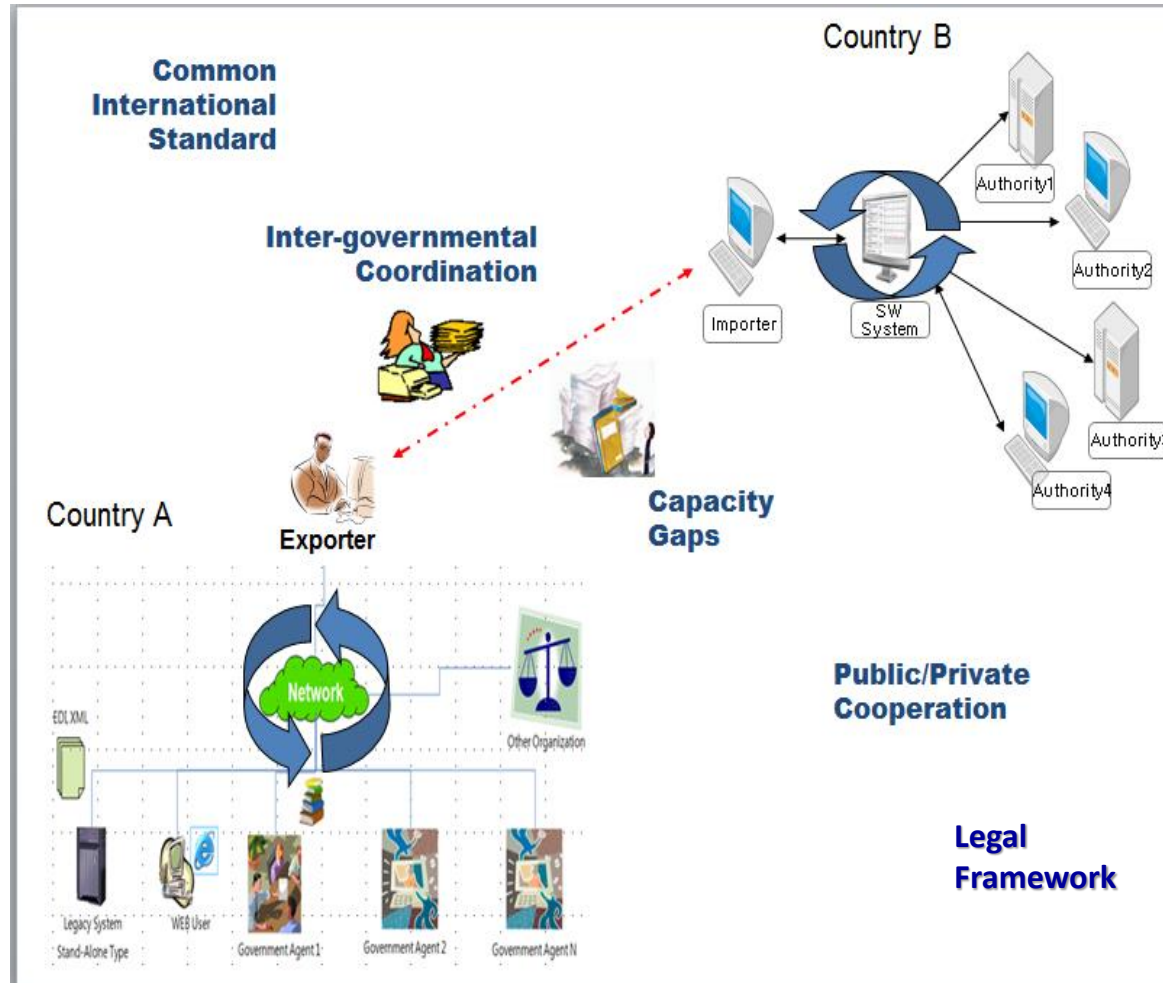 Country B
Common
International
Standard
Authority1
Inter-governmental
Coordination
Authority2
Importer
SW
System
Authority3
Authority4
Capacity
Gaps
Country A
Exporter
Public/Private
Cooperation
Network
EDI, XML
Other Organization
Legal
Framework
Legacy System
Stand-Alone Type
WEB User
Government Agent 1
Government Agent 2
Government Agent N